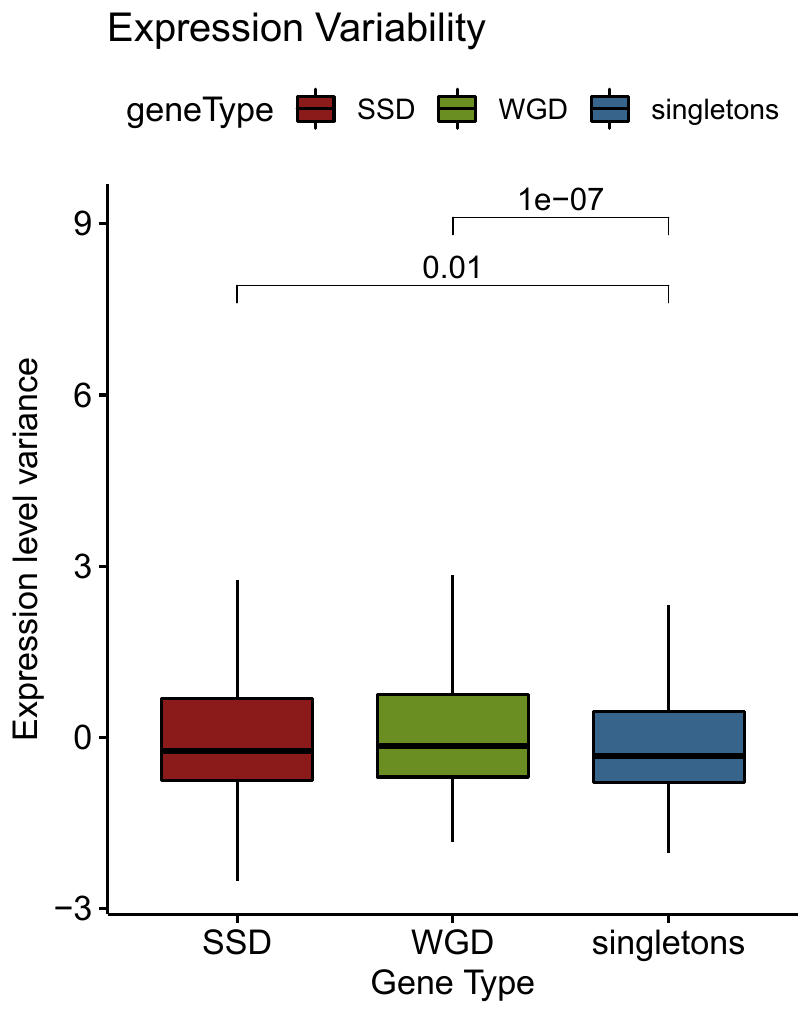 Expression Variability
geneType SSD WGD singletons
9
6
3
0
−3
1e−07
0.01
Expression level variance
SSD WGD singletons
Gene Type